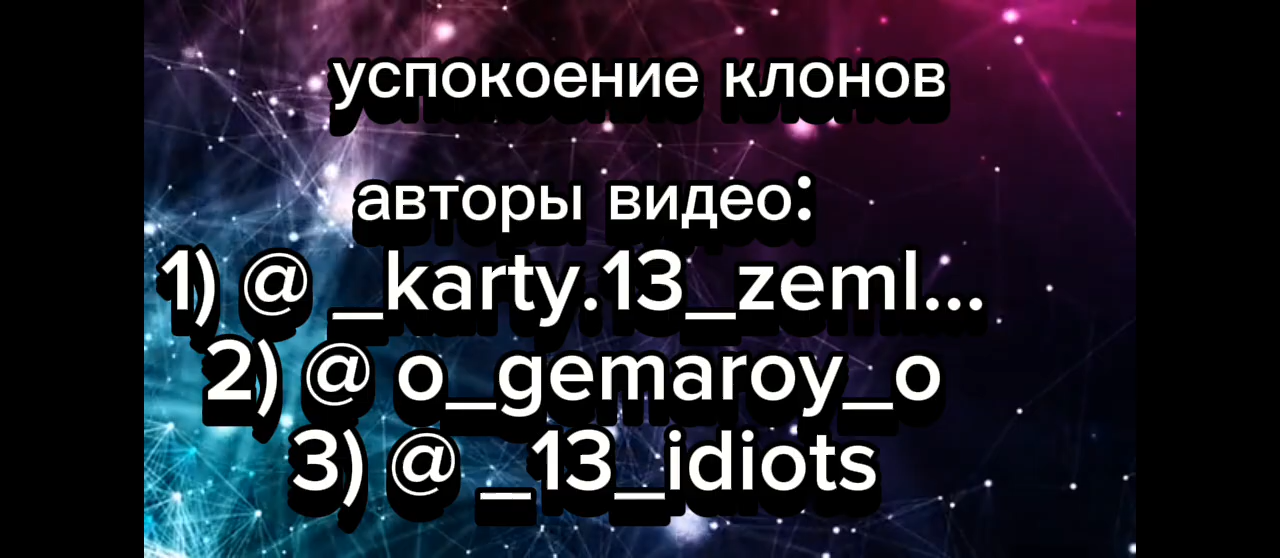 успокоение клонов
авторы видео:
1) @ _karty.13_zeml...
2) @ o_gemaroy_o
3) @ _13_idiots